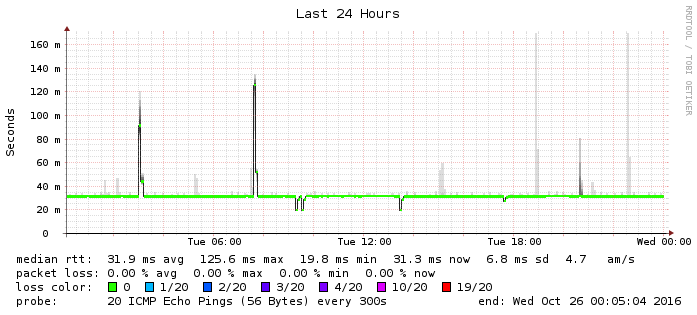 Last 24 Hours
RRDTOOL / TOBI OETIKER
Seconds
160 m
140 m
120 m
100 m
80 m
60 m
40 m
20 m
0
Tue 06:00 Tue 12:00 Tue 18:00 Wed 00:00
median rtt: 31.9 ms avg 125.6 ms max 19.8 ms min 31.3 ms now 6.8 ms sd 4.7 am/s
packet loss: 0.00 % avg 0.00 % max 0.00 % min 0.00 % now
loss color: 0 1/20 2/20 3/20 4/20 10/20 19/20
probe: 20 ICMP Echo Pings (56 Bytes) every 300s end: Wed Oct 26 00:05:04 2016